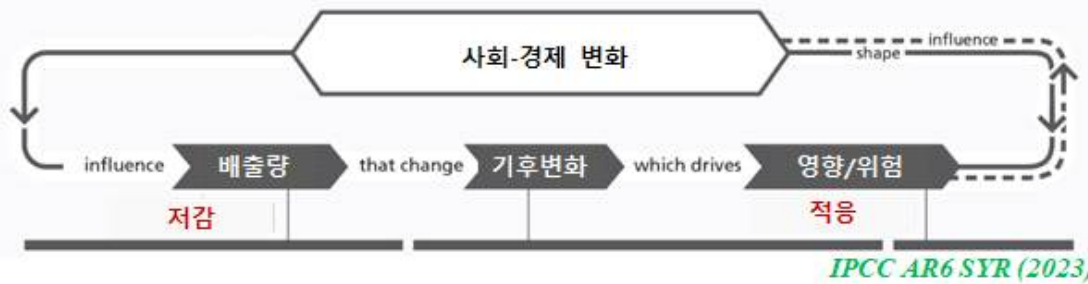 사회-경제 변화
influence
shape
influence
배출량
that change
기후변화
which drives
영향/위험
저감
적응
IPCC AR6 SYR (2023)